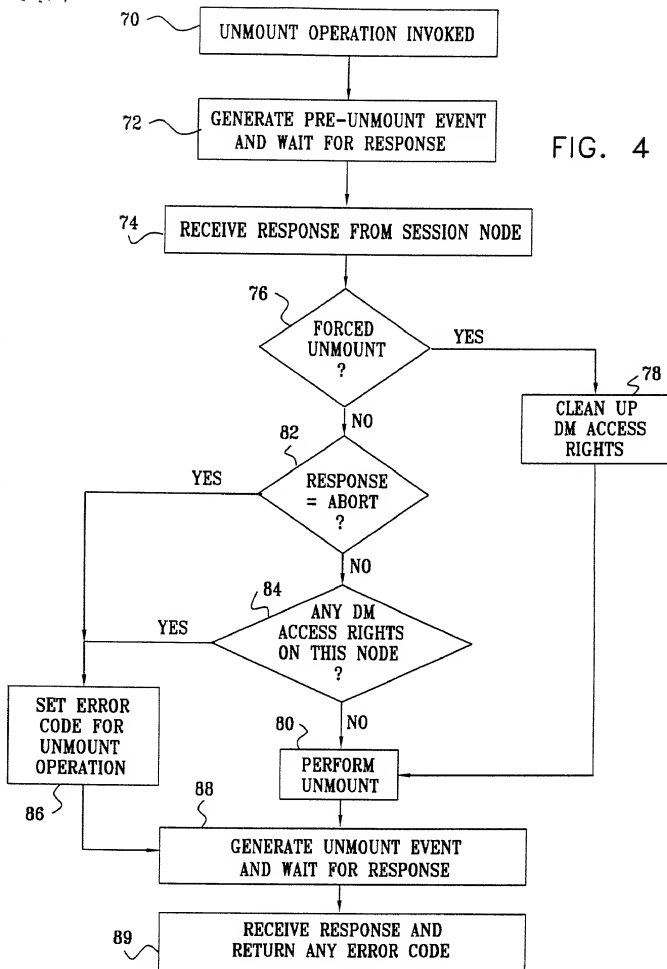 70
UNMOUNT OPERATION INVOKED
72
GENERATE PRE-UNMOUNT EVENT
AND WAIT FOR RESPONSE
FIG. 4
74
RECEIVE RESPONSE FROM SESSION NODE
76
FORCED
UNMOUNT
?
YES
78
CLEAN UP
DM ACCESS
RIGHTS
NO
82
RESPONSE
= ABORT
?
YES
NO
84
ANY DM
ACCESS RIGHTS
ON THIS NODE
?
YES
NO
SET ERROR
CODE FOR
UNMOUNT
OPERATION
86
80
PERFORM
UNMOUNT
88
GENERATE UNMOUNT EVENT
AND WAIT FOR RESPONSE
89
RECEIVE RESPONSE AND
RETURN ANY ERROR CODE